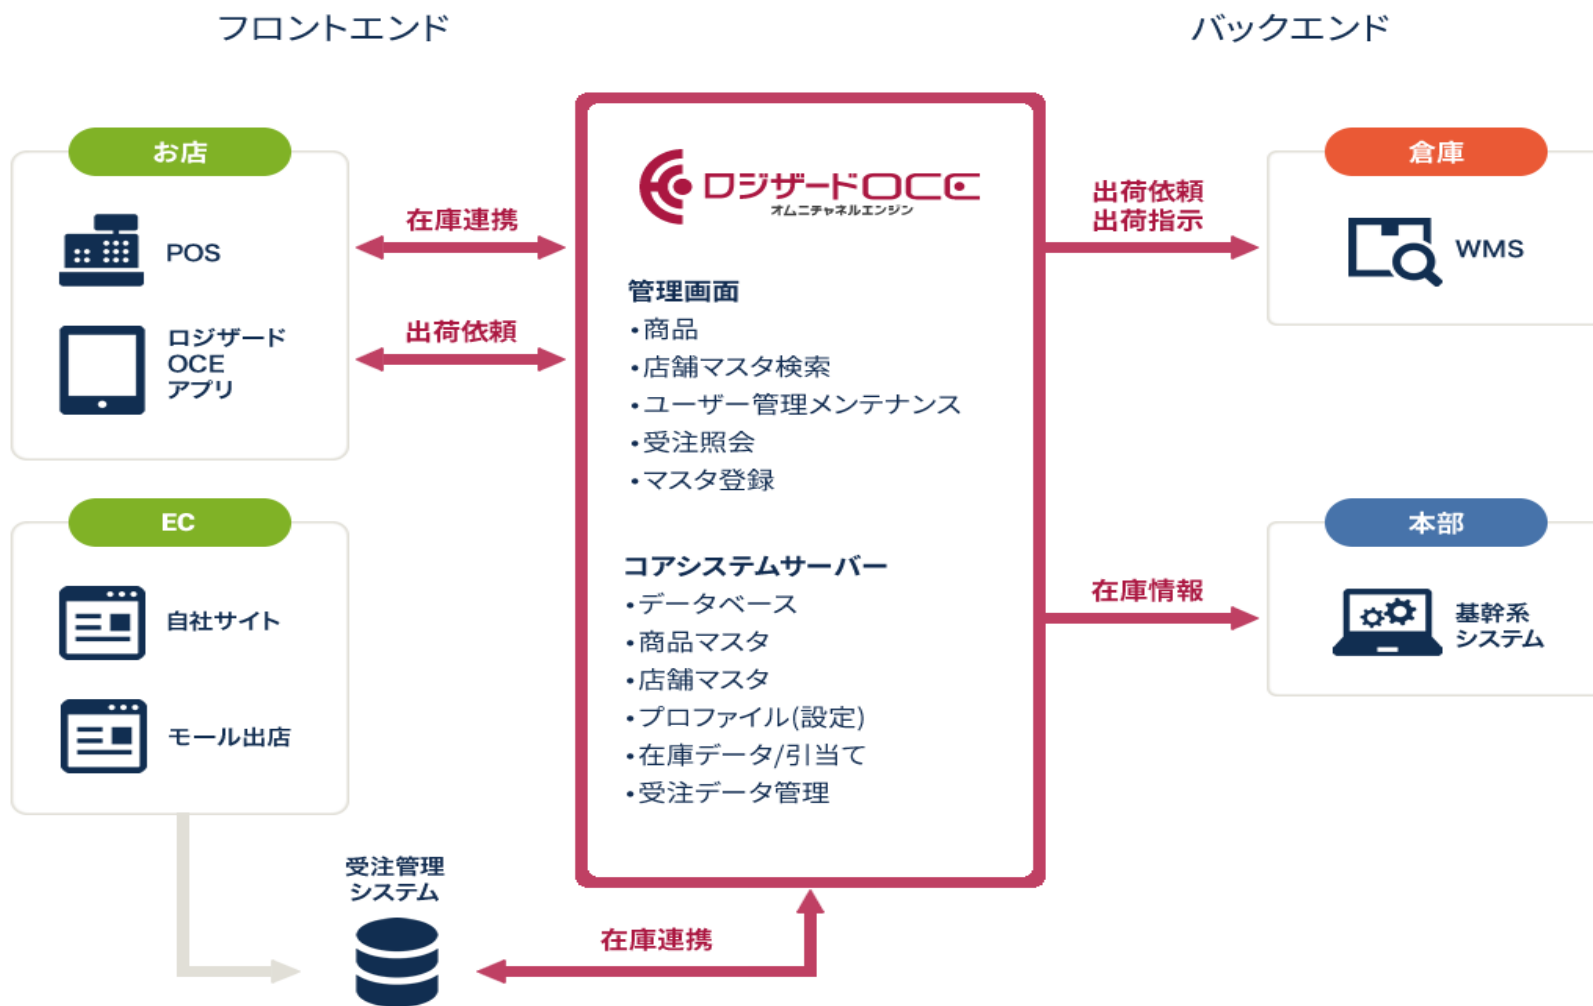 フロントエンド
バックエンド
お店
POS
ロジザード
OCE
アプリ
在庫連携
出荷依頼
EC
自社サイト
モール出店
受注管理
システム
在庫連携
ロジザードOCE
オムニチャネルエンジン
管理画面
・商品
・店舗マスタ検索
・ユーザー管理メンテナンス
・受注照会
・マスタ登録
コアシステムサーバー
・データベース
・商品マスタ
・店舗マスタ
・プロファイル(設定)
・在庫データ/引当て
・受注データ管理
出荷依頼
出荷指示
倉庫
WMS
在庫情報
本部
基幹系
システム